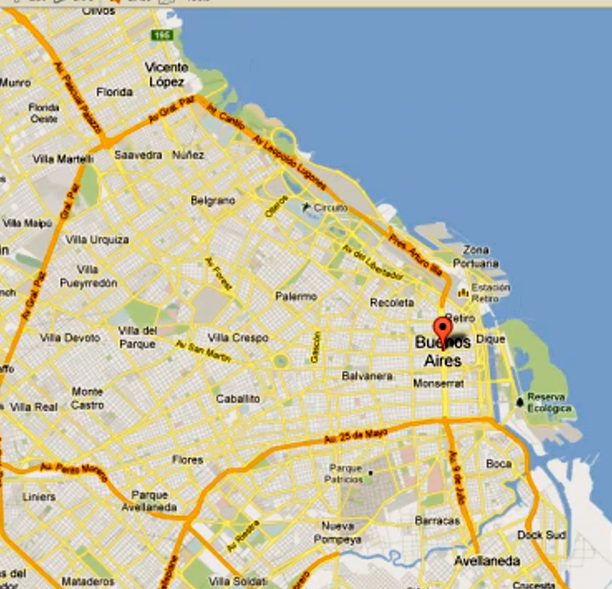 Olivos
195
Vicente
López
Munro
Av. Pascual Palazzo
Florida
Florida
Oeste
Av Gral. Paz
Int. Cantilo
Av Leopoldo Lugones
Villa Martelli
Saavedra
Núñez
Gral. Paz
Belgrano
Olleros
Circuito
Villa Maipú
Villa Urquiza
Av del Libertador
Pres. Arturo Illia
Zona
Portuaria
Av Gral. Paz
Villa
Pueyrredón
Av Forest
Palermo
Recoleta
Estación
Retiro
Retiro
Villa Devoto
Villa del
Parque
Av San Martín
Villa Crespo
Gascón
Buenos
Aires
Dique
Balvanera
Monserrat
Villa Real
Monte
Castro
Caballito
Reserva
Ecológica
Av. 25 de Mayo
Flores
Av. Perito Moreno
Liniers
Parque
Avellaneda
Parque
Patricios
Av. 9 de Julio
Boca
Av Riestra
Nueva
Pompeya
Barracas
Dock Sud
Avellaneda
Mataderos
Villa Soldati
Crucesita